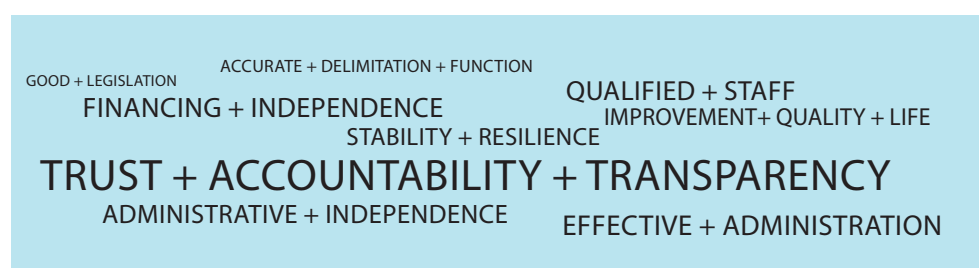 ACCURATE + DELIMITATION + FUNCTION
GOOD + LEGISLATION
QUALIFIED + STAFF
FINANCING + INDEPENDENCE
IMPROVEMENT+ QUALITY + LIFE
STABILITY + RESILIENCE
TRUST + ACCOUNTABILITY + TRANSPARENCY
ADMINISTRATIVE + INDEPENDENCE
EFFECTIVE + ADMINISTRATION